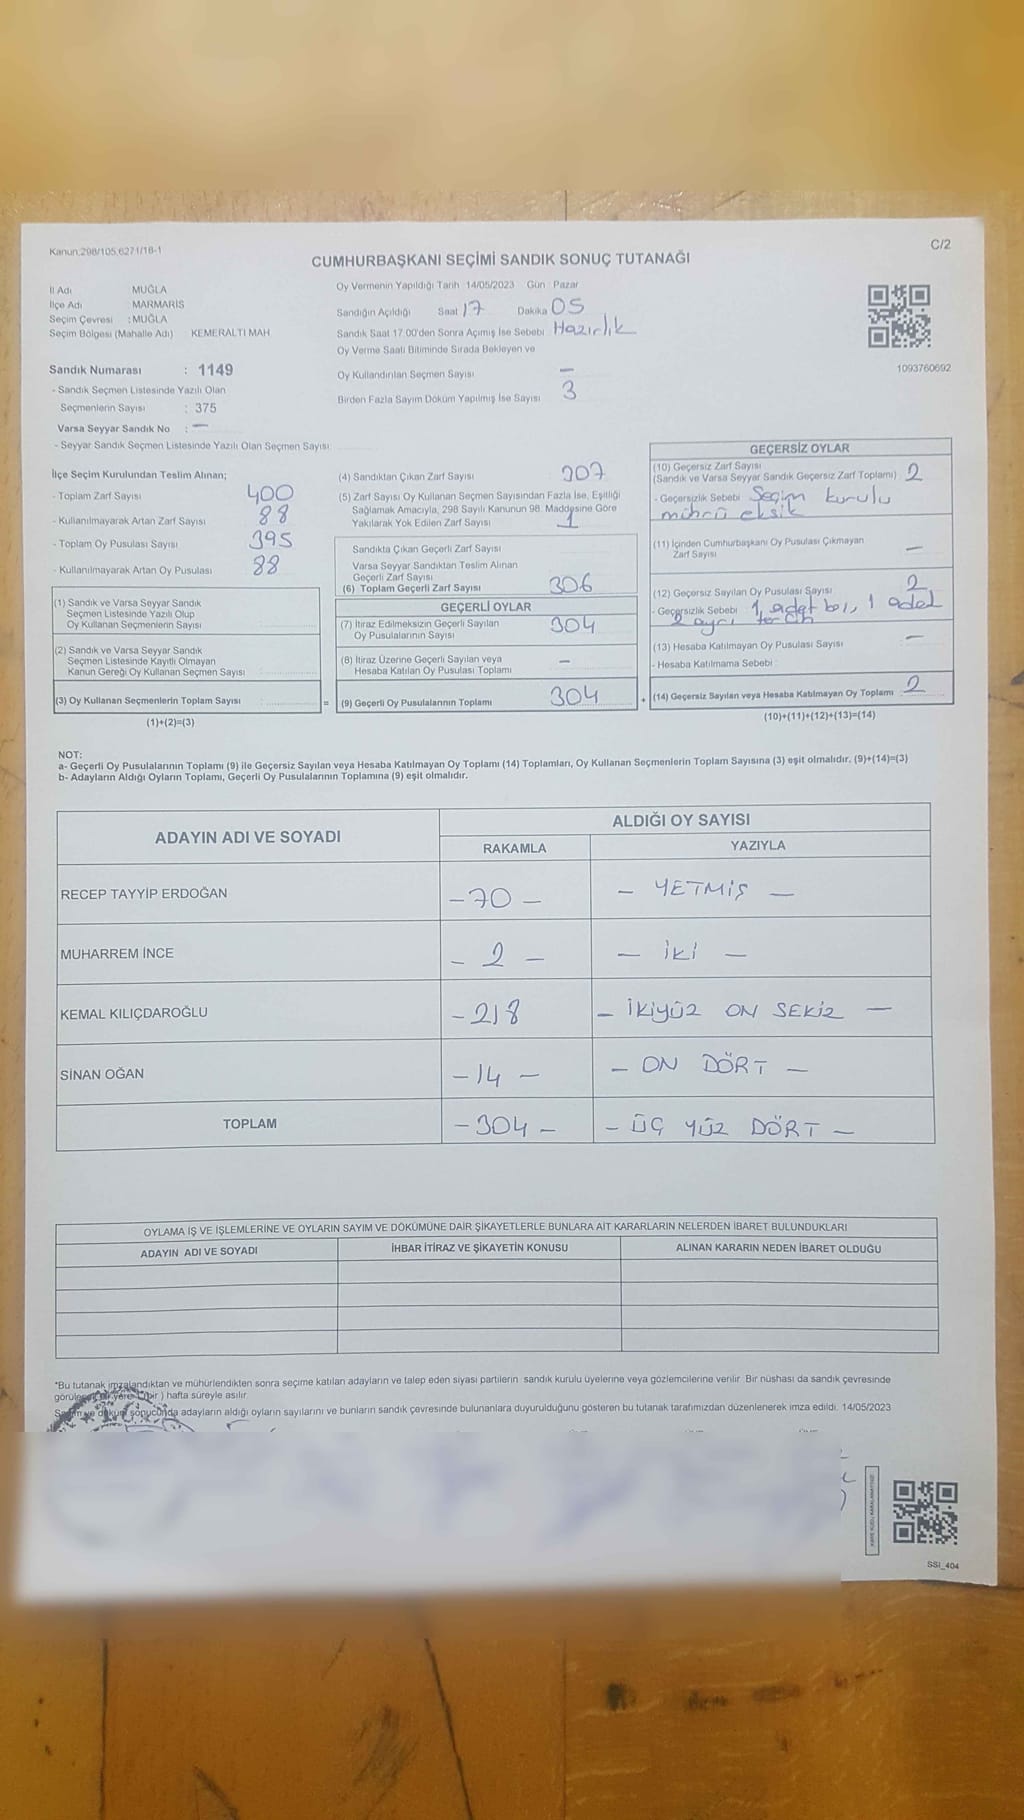 Kanun.298/105,6271/18-1
C/2
CUMHURBAŞKANI SEÇİMİ SANDIK SONUÇ TUTANAĞI
İl Adı MUĞLA
İlçe Adı MARMARİS
Seçim Çevresi : MUĞLA
Seçim Bölgesi (Mahalle Adı) KEMERALTI MAH
Oy Vermenin Yapıldığı Tarih 14/05/2023 Gün : Pazar
Sandığın Açıldığı Saat 17 Dakika 05
Sandık Saat 17.00'den Sonra Açılmış İse Sebebi Hazırlık
Oy Verme Saati Bitiminde Sırada Bekleyen ve
Oy Kullandırılan Seçmen Sayısı —
Birden Fazla Sayım Döküm Yapılmış İse Sayısı 3
1093760692
Sandık Numarası : 1149
- Sandık Seçmen Listesinde Yazılı Olan
Seçmenlerin Sayısı : 375
Varsa Seyyar Sandık No : —
- Seyyar Sandık Seçmen Listesinde Yazılı Olan Seçmen Sayısı:
İlçe Seçim Kurulundan Teslim Alınan;
- Toplam Zarf Sayısı 400
- Kullanılmayarak Artan Zarf Sayısı 88
- Toplam Oy Pusulası Sayısı 395
- Kullanılmayarak Artan Oy Pusulası 88
(1) Sandık ve Varsa Seyyar Sandık
Seçmen Listesinde Yazılı Olup
Oy Kullanan Seçmenlerin Sayısı
(2) Sandık ve Varsa Seyyar Sandık
Seçmen Listesinde Kayıtlı Olmayan
Kanun Gereği Oy Kullanan Seçmen Sayısı
(3) Oy Kullanan Seçmenlerin Toplam Sayısı =
(1)+(2)=(3)
(4) Sandıktan Çıkan Zarf Sayısı 307
(5) Zarf Sayısı Oy Kullanan Seçmen Sayısından Fazla İse, Eşitliği
Sağlamak Amacıyla, 298 Sayılı Kanunun 98. Maddesine Göre
Yakılarak Yok Edilen Zarf Sayısı 1
Sandıkta Çıkan Geçerli Zarf Sayısı
Varsa Seyyar Sandıktan Teslim Alınan
Geçerli Zarf Sayısı
(6) Toplam Geçerli Zarf Sayısı 306
GEÇERLİ OYLAR
(7) İtiraz Edilmeksizin Geçerli Sayılan
Oy Pusulalarının Sayısı 304
(8) İtiraz Üzerine Geçerli Sayılan veya
Hesaba Katılan Oy Pusulası Toplamı —
(9) Geçerli Oy Pusulalarının Toplamı 304 +
GEÇERSİZ OYLAR
(10) Geçersiz Zarf Sayısı
(Sandık ve Varsa Seyyar Sandık Geçersiz Zarf Toplamı) 2
- Geçersizlik Sebebi Seçim kurulu
mührü eksik
(11) İçinden Cumhurbaşkanı Oy Pusulası Çıkmayan
Zarf Sayısı —
(12) Geçersiz Sayılan Oy Pusulası Sayısı 2
- Geçersizlik Sebebi : 1 adet boş, 1 adet
2 ayrı tercih
(13) Hesaba Katılmayan Oy Pusulası Sayısı —
- Hesaba Katılmama Sebebi
(14) Geçersiz Sayılan veya Hesaba Katılmayan Oy Toplamı 2
(10)+(11)+(12)+(13)=(14)
NOT:
a- Geçerli Oy Pusulalarının Toplamı (9) ile Geçersiz Sayılan veya Hesaba Katılmayan Oy Toplamı (14) Toplamları, Oy Kullanan Seçmenlerin Toplam Sayısına (3) eşit olmalıdır. (9)+(14)=(3)
b- Adayların Aldığı Oyların Toplamı, Geçerli Oy Pusulalarının Toplamına (9) eşit olmalıdır.
ADAYIN ADI VE SOYADI
ALDIĞI OY SAYISI
RAKAMLA YAZIYLA
RECEP TAYYİP ERDOĞAN -70- - YETMİŞ -
MUHARREM İNCE - 2 - - İKİ -
KEMAL KILIÇDAROĞLU -218 - İKİYÜZ ON SEKİZ -
SİNAN OĞAN -14- - ON DÖRT -
TOPLAM -304- - ÜÇ YÜZ DÖRT -
OYLAMA İŞ VE İŞLEMLERİNE VE OYLARIN SAYIM VE DÖKÜMÜNE DAİR ŞİKAYETLERLE BUNLARA AİT KARARLARIN NELERDEN İBARET BULUNDUKLARI
ADAYIN ADI VE SOYADI İHBAR İTİRAZ VE ŞİKAYETİN KONUSU ALINAN KARARIN NEDEN İBARET OLDUĞU
*Bu tutanak imzalandıktan ve mühürlendikten sonra seçime katılan adayların ve talep eden siyasi partilerin sandık kurulu üyelerine veya gözlemcilerine verilir. Bir nüshası da sandık çevresinde
bir ) hafta süreyle asılır.
sonucunda adayların aldığı oyların sayılarını ve bunların sandık çevresinde bulunanlara duyurulduğunu gösteren bu tutanak tarafımızdan düzenlenerek imza edildi. 14/05/2023
SSI_404